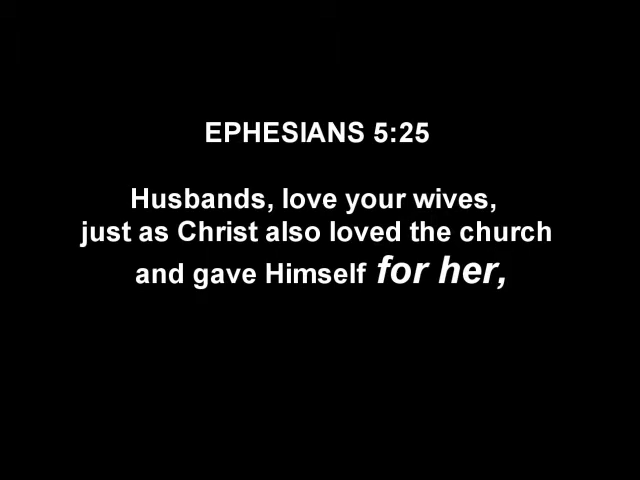 EPHESIANS 5:25
Husbands, love your wives,
just as Christ also loved the church
and gave Himself for her,